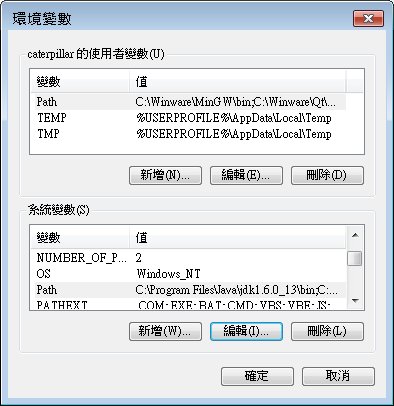 環境變數
caterpillar 的使用者變數(U)
變數 值
Path C:\Winware\MinGW\bin;C:\Winware\Qt\...
TEMP %USERPROFILE%\AppData\Local\Temp
TMP %USERPROFILE%\AppData\Local\Temp
新增(N)... 編輯(E)... 刪除(D)
系統變數(S)
變數 值
NUMBER_OF_P... 2
OS Windows_NT
Path C:\Program Files\Java\jdk1.6.0_13\bin;C:...
PATHEXT .COM;.EXE;.BAT;.CMD;.VBS;.VBE;.JS;.
新增(W)... 編輯(I)... 刪除(L)
確定 取消